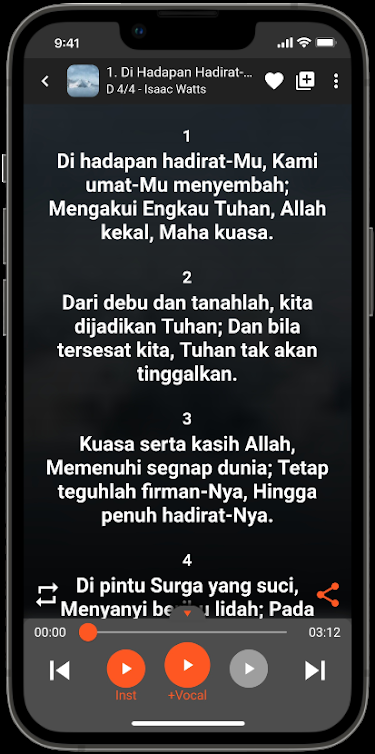 9:41
1. Di Hadapan Hadirat-...
D 4/4 - Isaac Watts
1
Di hadapan hadirat-Mu, Kami
umat-Mu menyembah;
Mengakui Engkau Tuhan, Allah
kekal, Maha kuasa.
2
Dari debu dan tanahlah, kita
dijadikan Tuhan; Dan bila
tersesat kita, Tuhan tak akan
tinggalkan.
3
Kuasa serta kasih Allah,
Memenuhi segnap dunia; Tetap
teguhlah firman-Nya, Hingga
penuh hadirat-Nya.
4
Di pintu Surga yang suci,
Menyanyi lidah; Pada
00:00 03:12
Inst +Vocal